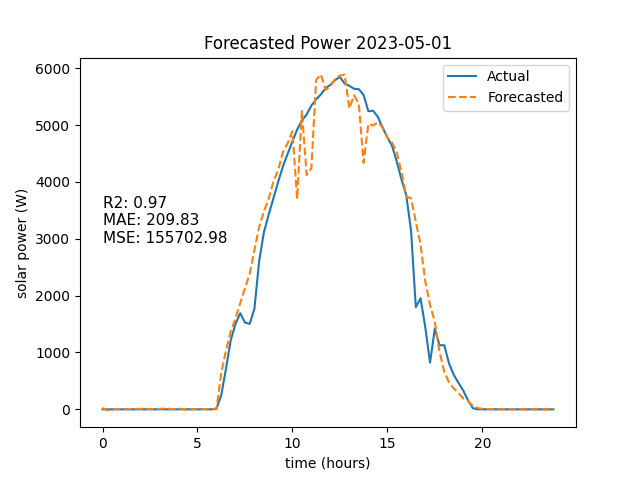 Forecasted Power 2023-05-01
6000
5000
4000
3000
2000
1000
0
solar power (W)
Actual
Forecasted
R2: 0.97
MAE: 209.83
MSE: 155702.98
0 5 10 15 20
time (hours)